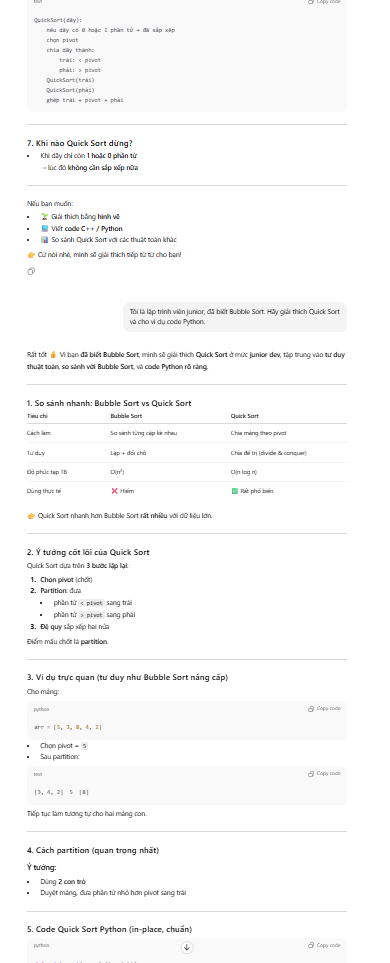 text
Copy code
QuickSort(dãy):
nếu dãy có 0 hoặc 1 phần tử → đã sắp xếp
chọn pivot
chia dãy thành:
trái: < pivot
phải: > pivot
QuickSort(trái)
QuickSort(phải)
ghép trái + pivot + phải
7. Khi nào Quick Sort dừng?
Khi dãy chỉ còn 1 hoặc 0 phần tử
→ lúc đó không cần sắp xếp nữa
Nếu bạn muốn:
Giải thích bằng hình vẽ
Viết code C++ / Python
So sánh Quick Sort với các thuật toán khác
👉 Cứ nói nhé, mình sẽ giải thích tiếp từ từ cho bạn!
Tôi là lập trình viên junior, đã biết Bubble Sort. Hãy giải thích Quick Sort
và cho ví dụ code Python.
Rất tốt 👍 Vì bạn đã biết Bubble Sort, mình sẽ giải thích Quick Sort ở mức junior dev, tập trung vào tư duy
thuật toán, so sánh với Bubble Sort, và code Python rõ ràng.
1. So sánh nhanh: Bubble Sort vs Quick Sort
Tiêu chí Bubble Sort Quick Sort
Cách làm So sánh từng cặp kề nhau Chia mảng theo pivot
Tư duy Lặp + đổi chỗ Chia để trị (divide & conquer)
Độ phức tạp TB O(n²) O(n log n)
Dùng thực tế ❌ Hiếm ✅ Rất phổ biến
👉 Quick Sort nhanh hơn Bubble Sort rất nhiều với dữ liệu lớn.
2. Ý tưởng cốt lõi của Quick Sort
Quick Sort dựa trên 3 bước lặp lại:
1. Chọn pivot (chốt)
2. Partition: đưa
phần tử < pivot sang trái
phần tử > pivot sang phải
3. Đệ quy sắp xếp hai nửa
Điểm mấu chốt là partition.
3. Ví dụ trực quan (tư duy như Bubble Sort nâng cấp)
Cho mảng:
python
Copy code
arr = [5, 3, 8, 4, 2]
Chọn pivot = 5
Sau partition:
text
Copy code
[3, 4, 2] 5 [8]
Tiếp tục làm tương tự cho hai mảng con.
4. Cách partition (quan trọng nhất)
Ý tưởng:
Dùng 2 con trỏ
Duyệt mảng, đưa phần tử nhỏ hơn pivot sang trái
5. Code Quick Sort Python (in-place, chuẩn)
python
Copy code